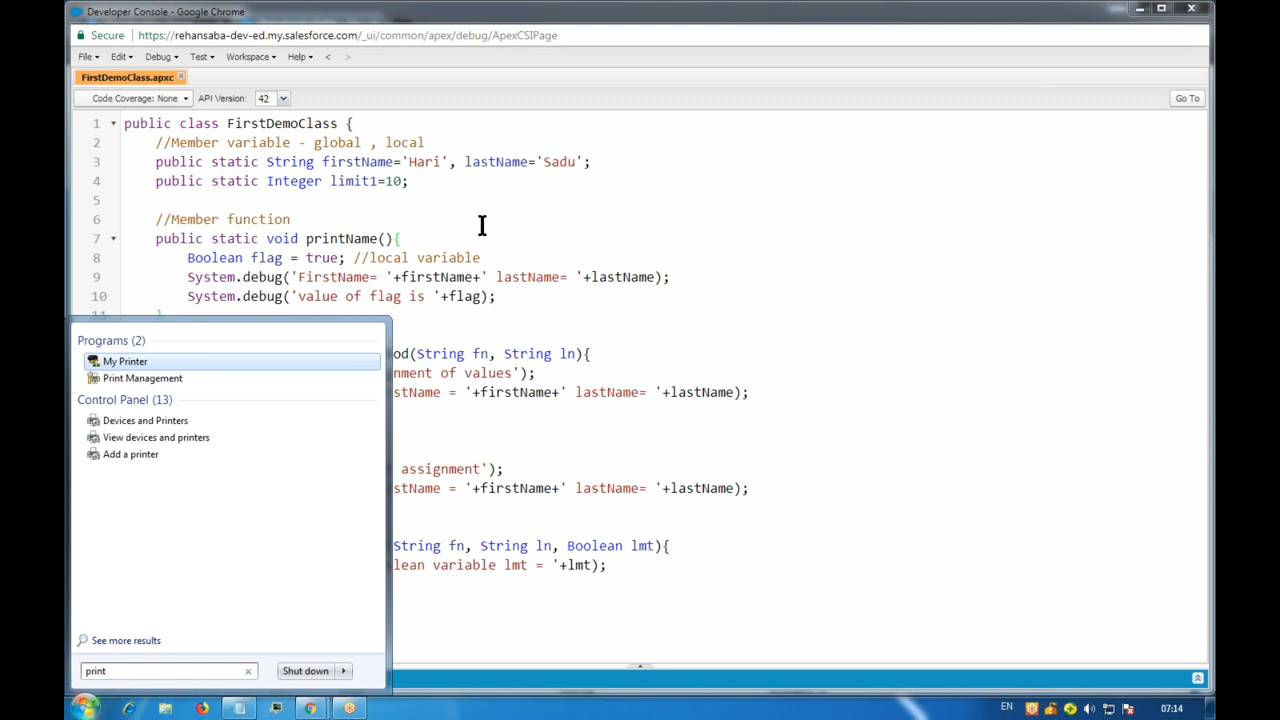 Developer Console - Google Chrome
Secure https://rehansaba-dev-ed.my.salesforce.com/_ui/common/apex/debug/ApexCSIPage
File Edit Debug Test Workspace Help < >
FirstDemoClass.apxc
Code Coverage: None API Version: 42 Go To
1 public class FirstDemoClass {
2 //Member variable - global , local
3 public static String firstName='Hari', lastName='Sadu';
4 public static Integer limit1=10;
5
6 //Member function
7 public static void printName(){
8 Boolean flag = true; //local variable
9 System.debug('FirstName= '+firstName+' lastName= '+lastName);
10 System.debug('value of flag is '+flag);
11 }
od(String fn, String ln){
nment of values');
stName = '+firstName+' lastName= '+lastName);
assignment');
stName = '+firstName+' lastName= '+lastName);
String fn, String ln, Boolean lmt){
lean variable lmt = '+lmt);
Programs (2)
My Printer
Print Management
Control Panel (13)
Devices and Printers
View devices and printers
Add a printer
See more results
print
Shut down
EN 07:14